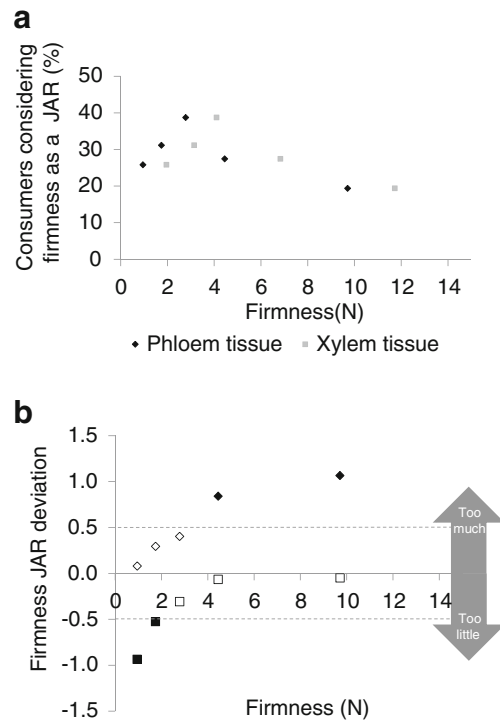 a
Consumers considering
firmness as a JAR (%)
50
40
30
20
10
0
0 2 4 6 8 10 12 14
Firmness(N)
Phloem tissue Xylem tissue
b
Firmness JAR deviation
1.5
1.0
0.5
0.0
-0.5
-1.0
-1.5
0 2 4 6 8 10 12 14
Firmness (N)
Too
much
Too
little